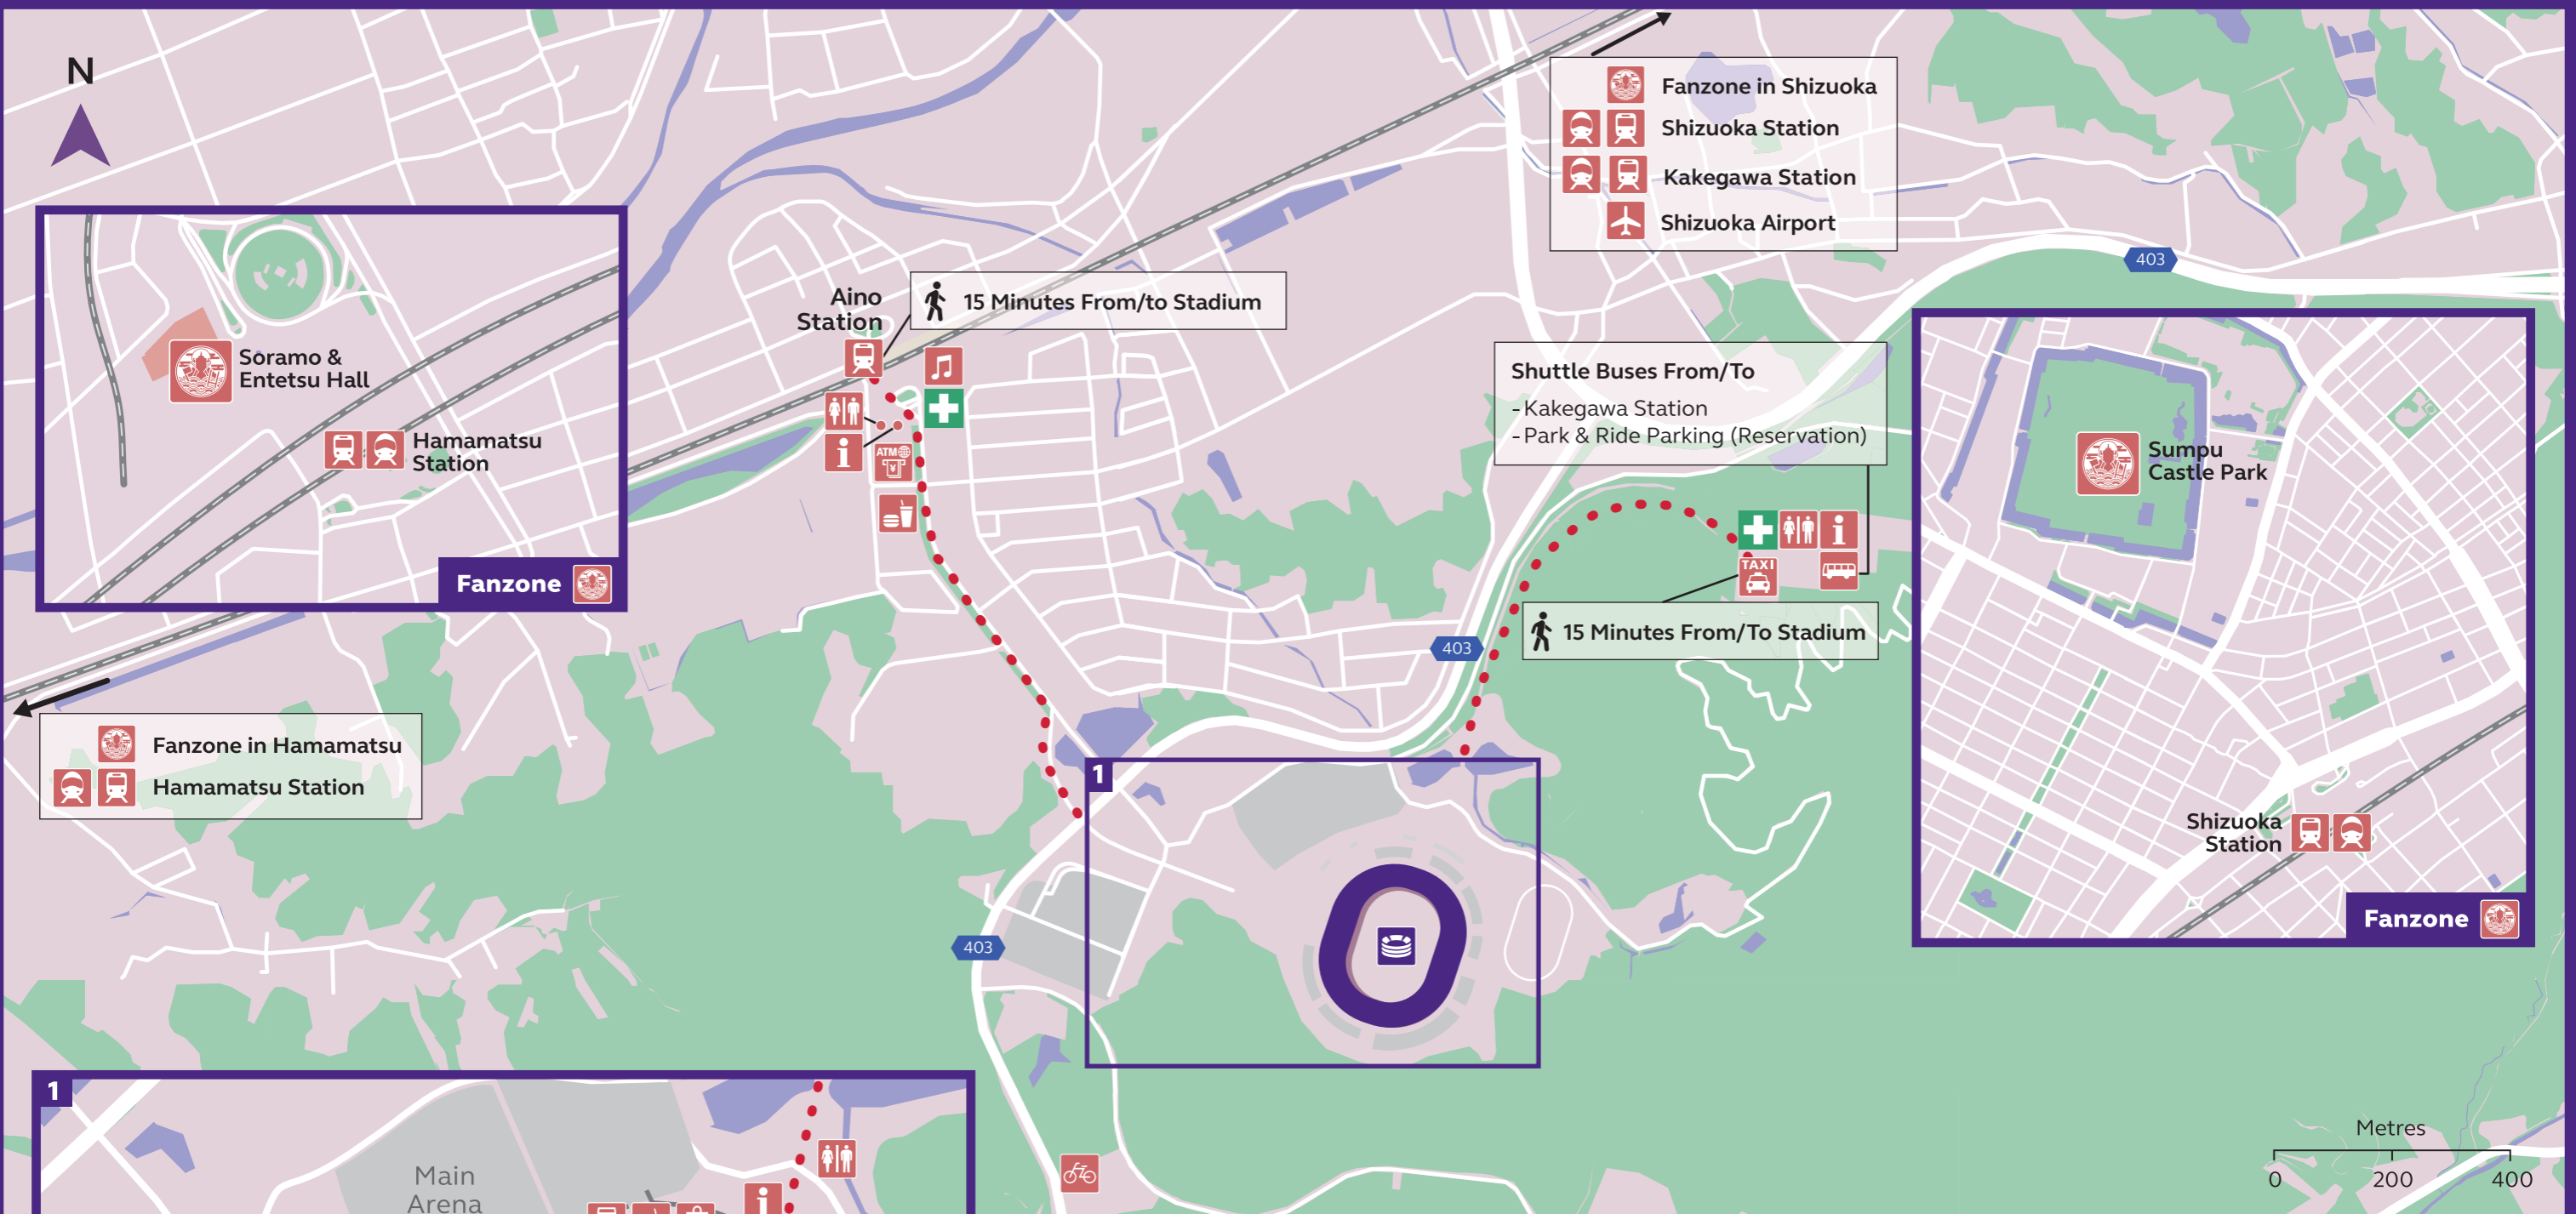 N
Fanzone in Shizuoka
Shizuoka Station
Kakegawa Station
Shizuoka Airport
403
Aino
Station
15 Minutes From/to Stadium
Soramo &
Entetsu Hall
Hamamatsu
Station
Fanzone
ATM
¥
i
Shuttle Buses From/To
-Kakegawa Station
-Park & Ride Parking (Reservation)
i
TAXI
15 Minutes From/To Stadium
403
Sumpu
Castle Park
Shizuoka
Station
Fanzone
Fanzone in Hamamatsu
Hamamatsu Station
1
403
1
Main
Arena
i
Metres
0 200 400